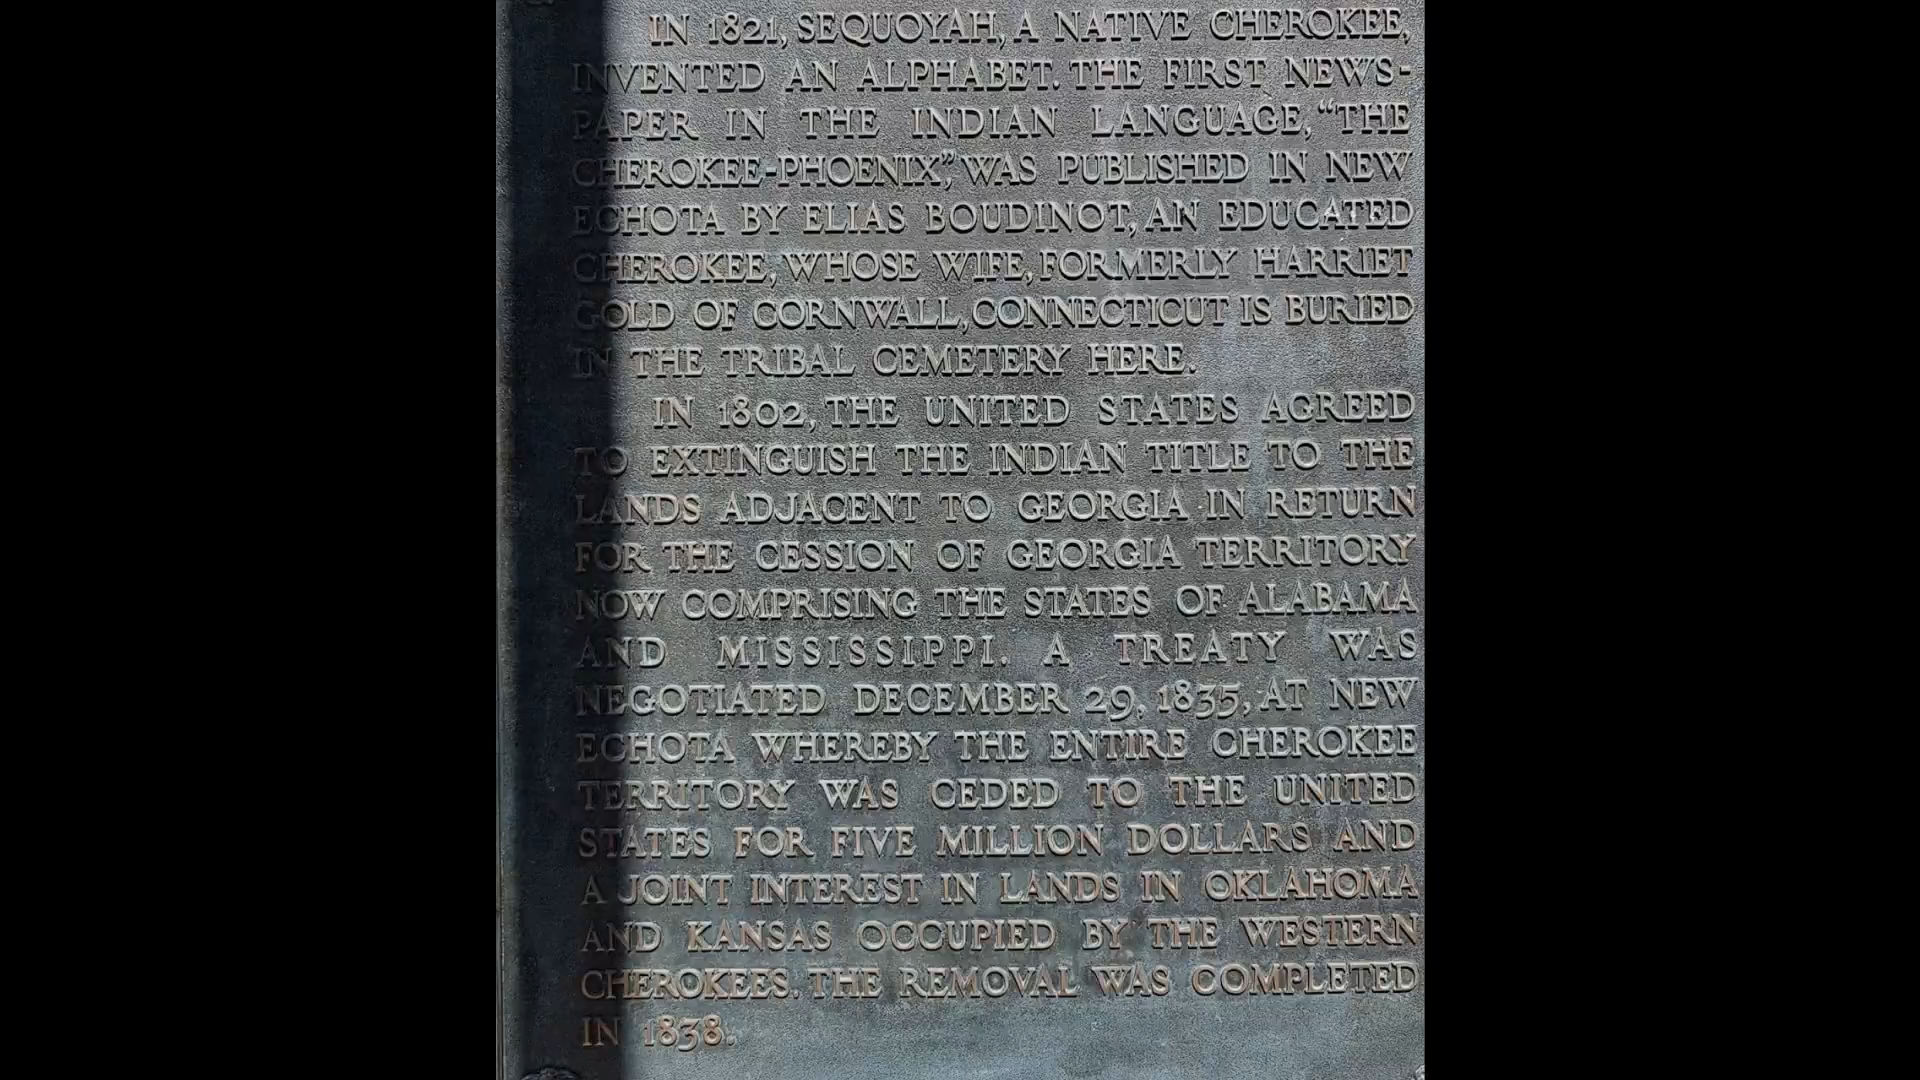 IN 1821, SEQUOYAH, A NATIVE CHEROKEE,
INVENTED AN ALPHABET. THE FIRST NEWS-
PAPER IN THE INDIAN LANGUAGE, “THE
CHEROKEE-PHOENIX”, WAS PUBLISHED IN NEW
ECHOTA BY ELIAS BOUDINOT, AN EDUCATED
CHEROKEE, WHOSE WIFE, FORMERLY HARRIET
GOLD OF CORNWALL, CONNECTICUT IS BURIED
IN THE TRIBAL CEMETERY HERE.
IN 1802, THE UNITED STATES AGREED
TO EXTINGUISH THE INDIAN TITLE TO THE
LANDS ADJACENT TO GEORGIA IN RETURN
FOR THE CESSION OF GEORGIA TERRITORY
NOW COMPRISING THE STATES OF ALABAMA
AND MISSISSIPPI. A TREATY WAS
NEGOTIATED DECEMBER 29, 1835, AT NEW
ECHOTA WHEREBY THE ENTIRE CHEROKEE
TERRITORY WAS CEDED TO THE UNITED
STATES FOR FIVE MILLION DOLLARS AND
A JOINT INTEREST IN LANDS IN OKLAHOMA
AND KANSAS OCCUPIED BY THE WESTERN
CHEROKEES. THE REMOVAL WAS COMPLETED
IN 1838.